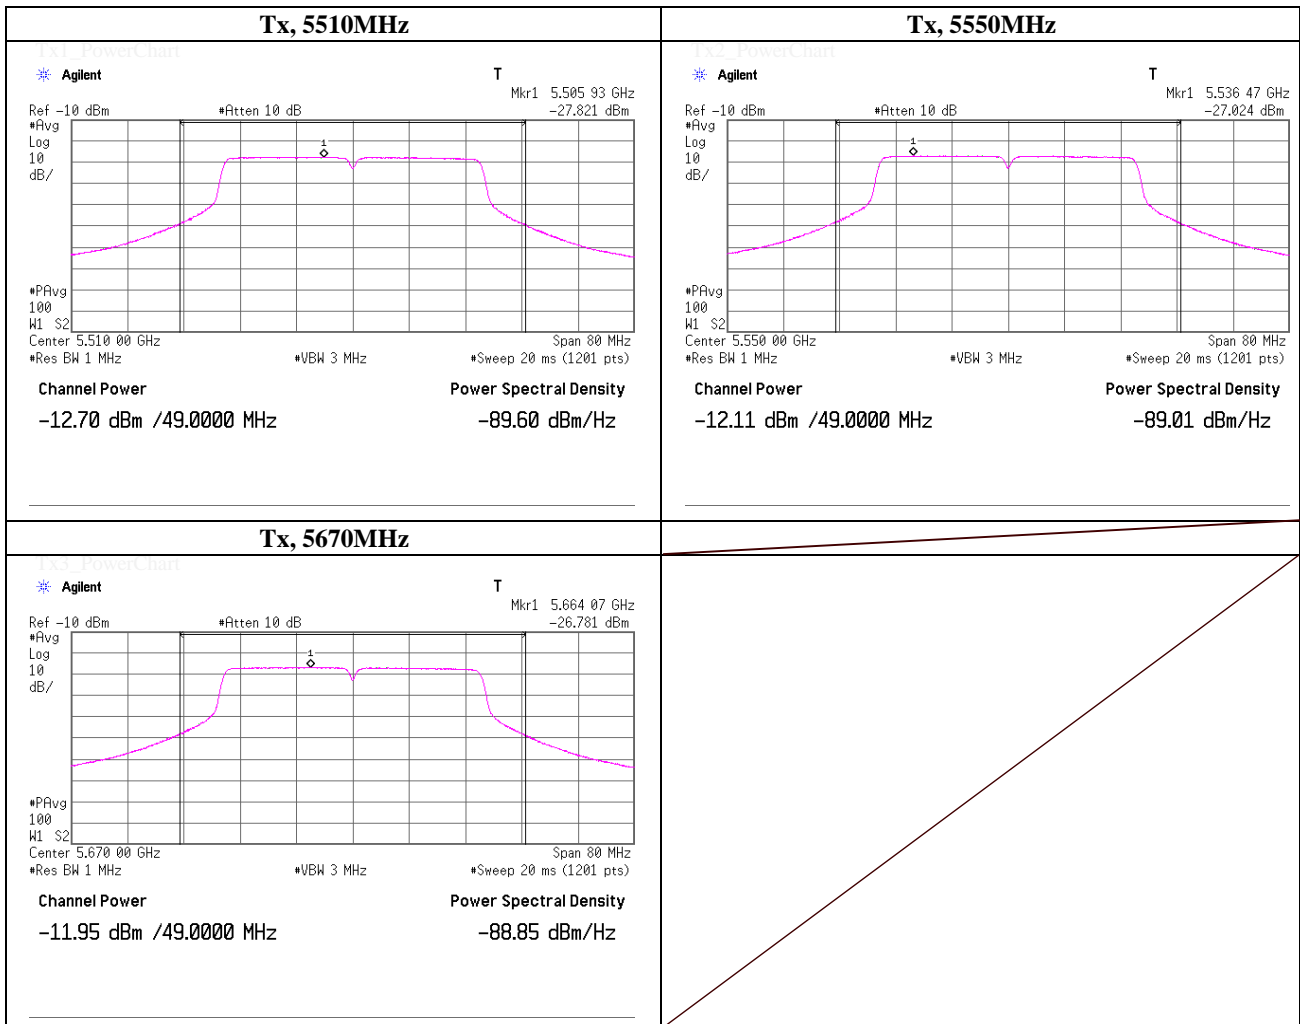 Tx, 5510MHz
Tx1_PowerChart
Agilent
T
Mkr1 5.505 93 GHz
Ref -10 dBm #Atten 10 dB -27.821 dBm
#Avg
Log
10
dB/
1
#PAvg
100
W1 S2
Center 5.510 00 GHz Span 80 MHz
#Res BW 1 MHz #VBW 3 MHz #Sweep 20 ms (1201 pts)
Channel Power Power Spectral Density
-12.70 dBm /49.0000 MHz -89.60 dBm/Hz
Tx, 5550MHz
Tx2_PowerChart
Agilent
T
Mkr1 5.536 47 GHz
Ref -10 dBm #Atten 10 dB -27.024 dBm
#Avg
Log
10
dB/
1
#PAvg
100
W1 S2
Center 5.550 00 GHz Span 80 MHz
#Res BW 1 MHz #VBW 3 MHz #Sweep 20 ms (1201 pts)
Channel Power Power Spectral Density
-12.11 dBm /49.0000 MHz -89.01 dBm/Hz
Tx, 5670MHz
Tx3_PowerChart
Agilent
T
Mkr1 5.664 07 GHz
Ref -10 dBm #Atten 10 dB -26.781 dBm
#Avg
Log
10
dB/
1
#PAvg
100
W1 S2
Center 5.670 00 GHz Span 80 MHz
#Res BW 1 MHz #VBW 3 MHz #Sweep 20 ms (1201 pts)
Channel Power Power Spectral Density
-11.95 dBm /49.0000 MHz -88.85 dBm/Hz